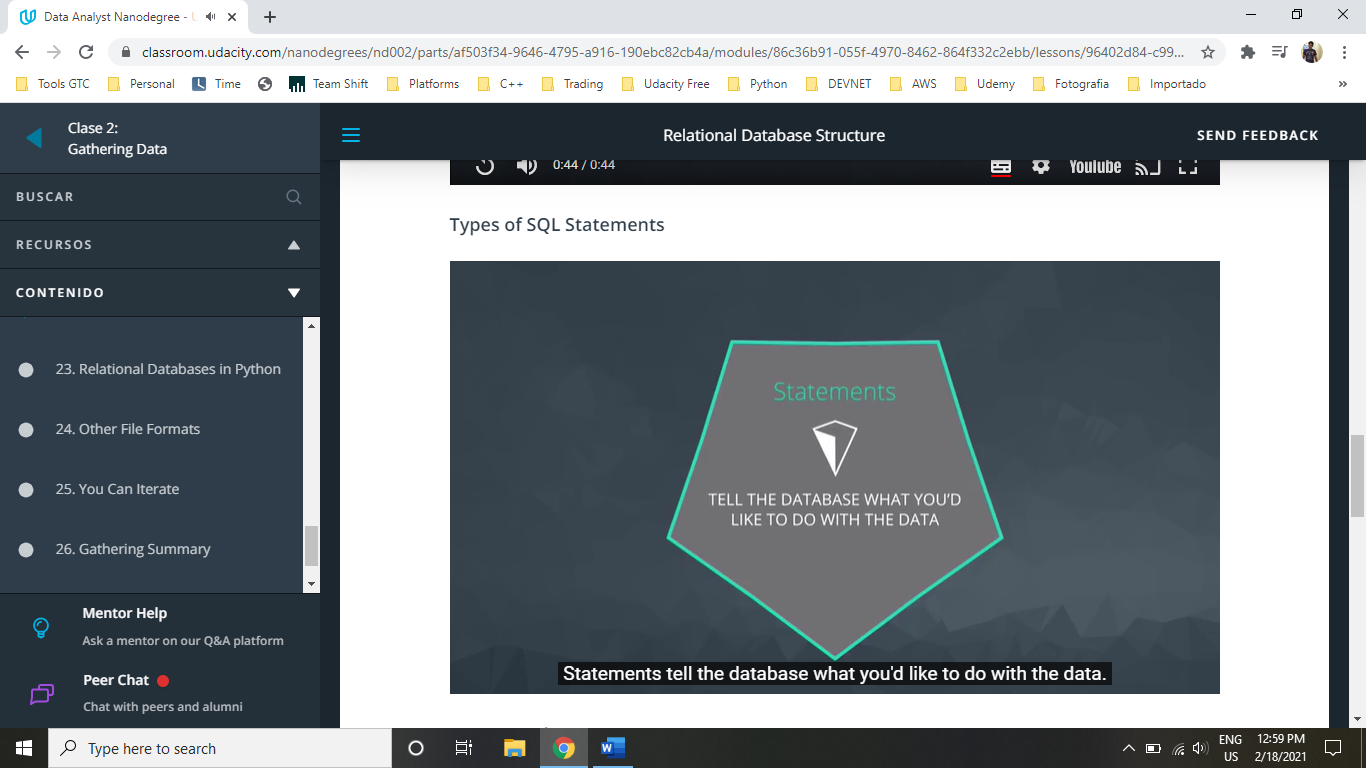 Data Analyst Nanodegree - U
classroom.udacity.com/nanodegrees/nd002/parts/af503f34-9646-4795-a916-190ebc82cb4a/modules/86c36b91-055f-4970-8462-864f332c2ebb/lessons/96402d84-c99...
Tools GTC Personal Time Team Shift Platforms C++ Trading Udacity Free Python DEVNET AWS Udemy Fotografia Importado »
Clase 2:
Gathering Data
Relational Database Structure
SEND FEEDBACK
BUSCAR
RECURSOS
CONTENIDO
23. Relational Databases in Python
24. Other File Formats
25. You Can Iterate
26. Gathering Summary
Mentor Help
Ask a mentor on our Q&A platform
Peer Chat
Chat with peers and alumni
0:44 / 0:44
YouTube
Types of SQL Statements
Statements
TELL THE DATABASE WHAT YOU'D
LIKE TO DO WITH THE DATA
Statements tell the database what you'd like to do with the data.
Type here to search
W
ENG
US
12:59 PM
2/18/2021